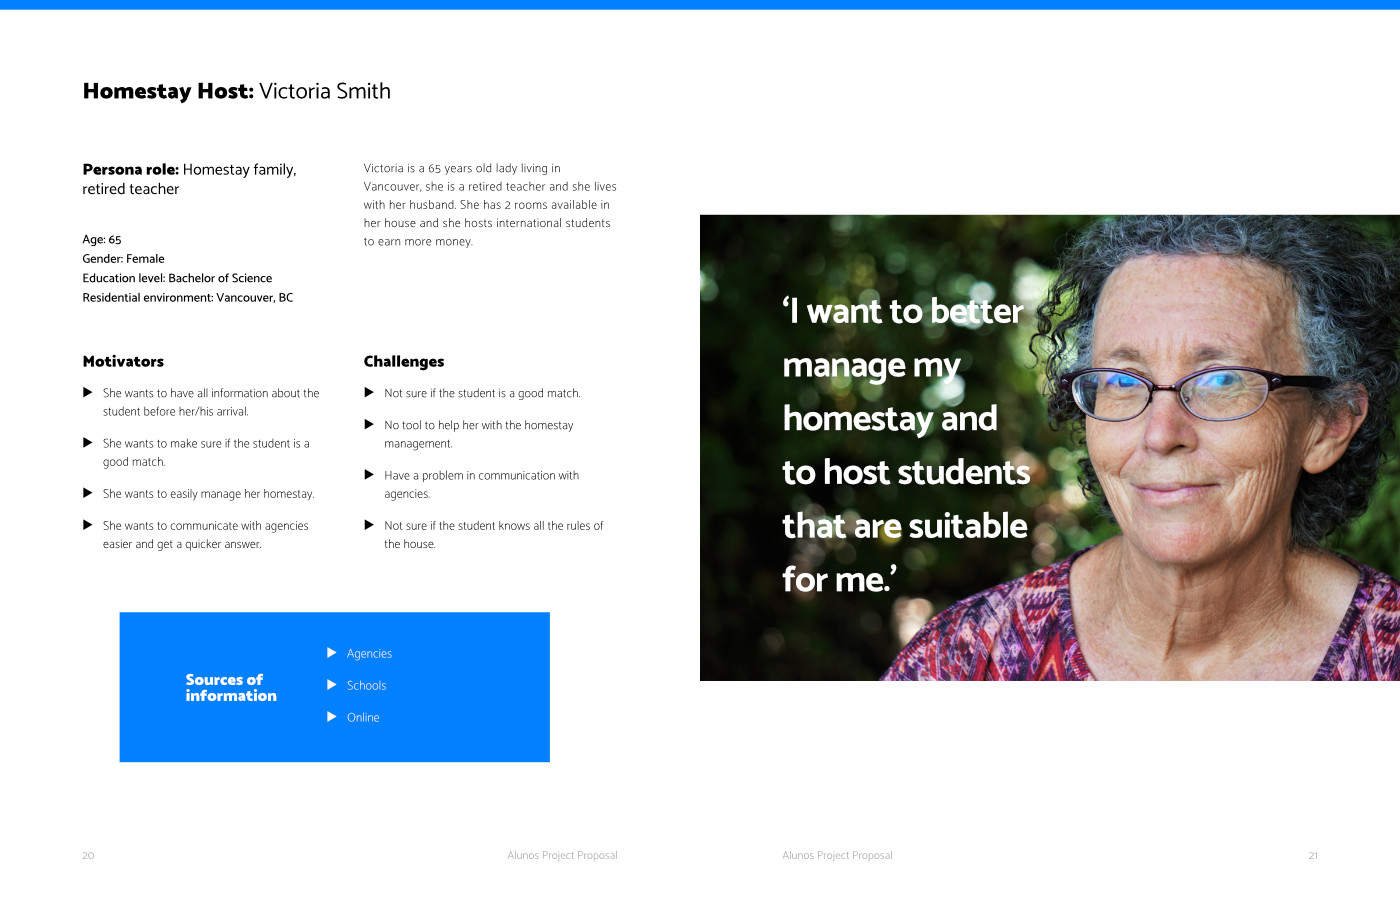 Homestay Host: Victoria Smith
Persona role: Homestay family,
retired teacher
Age: 65
Gender: Female
Education level: Bachelor of Science
Residential environment: Vancouver, BC
Victoria is a 65 years old lady living in
Vancouver, she is a retired teacher and she lives
with her husband. She has 2 rooms available in
her house and she hosts international students
to earn more money.
Motivators
She wants to have all information about the
student before her/his arrival.
She wants to make sure if the student is a
good match.
She wants to easily manage her homestay.
She wants to communicate with agencies
easier and get a quicker answer.
Challenges
Not sure if the student is a good match.
No tool to help her with the homestay
management.
Have a problem in communication with
agencies.
Not sure if the student knows all the rules of
the house.
Sources of
information
Agencies
Schools
Online
20
Alunos Project Proposal
‘I want to better
manage my
homestay and
to host students
that are suitable
for me.’
Alunos Project Proposal
21